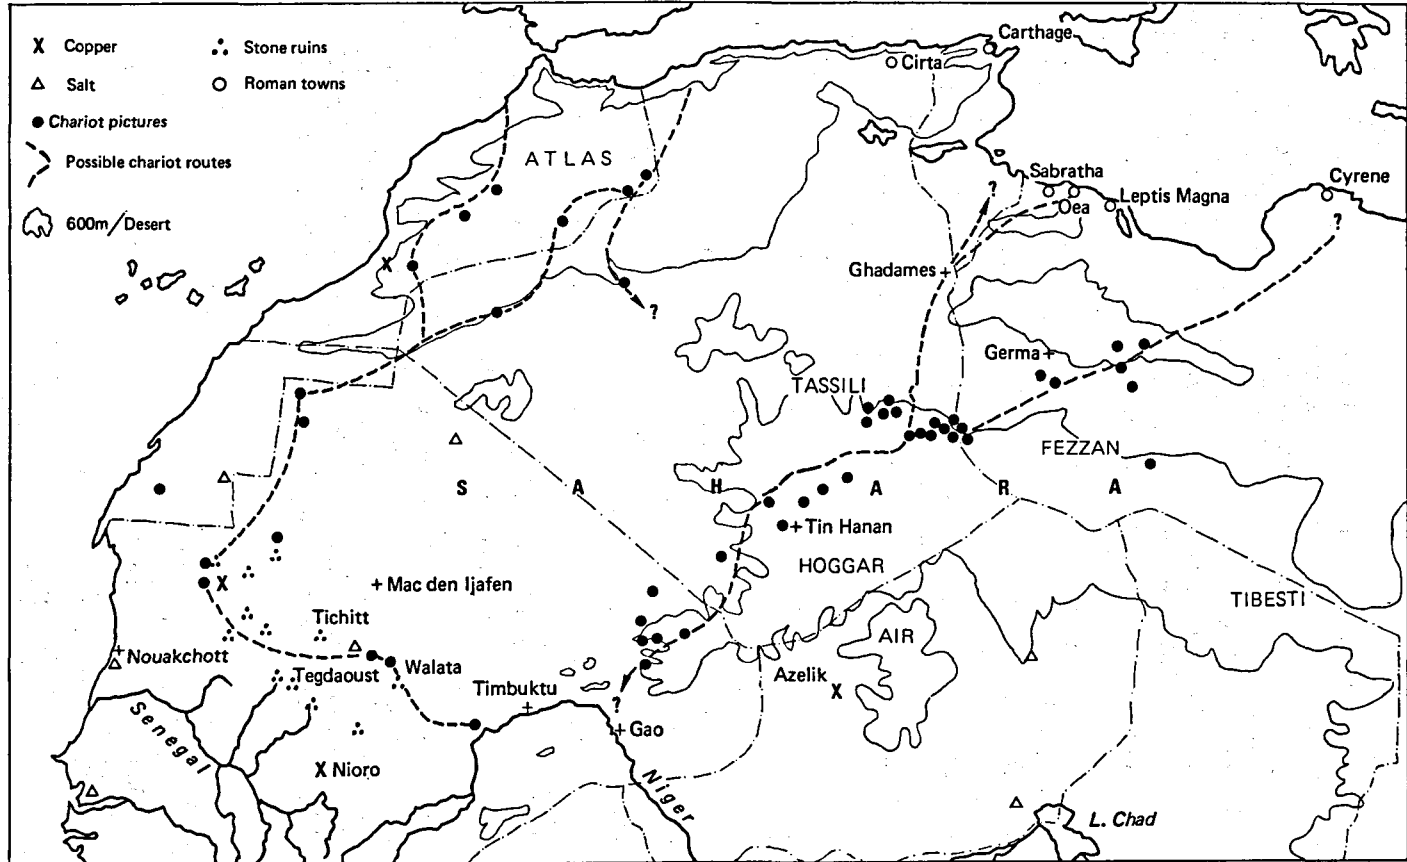 X Copper
Stone ruins
Salt
Roman towns
Chariot pictures
Possible chariot routes
600m/Desert
Carthage
Cirta
ATLAS
Sabratha
Oea
Leptis Magna
Cyrene
?
?
Ghadames
?
X
Germa
TASSILI
FEZZAN
S A H A R A
Tin Hanan
HOGGAR
X
Mac den Ijafen
TIBESTI
Tichitt
AIR
Nouakchott
Tegdaoust
Walata
Azelik
X
Timbuktu
?
Gao
Senegal
X Nioro
Niger
L. Chad